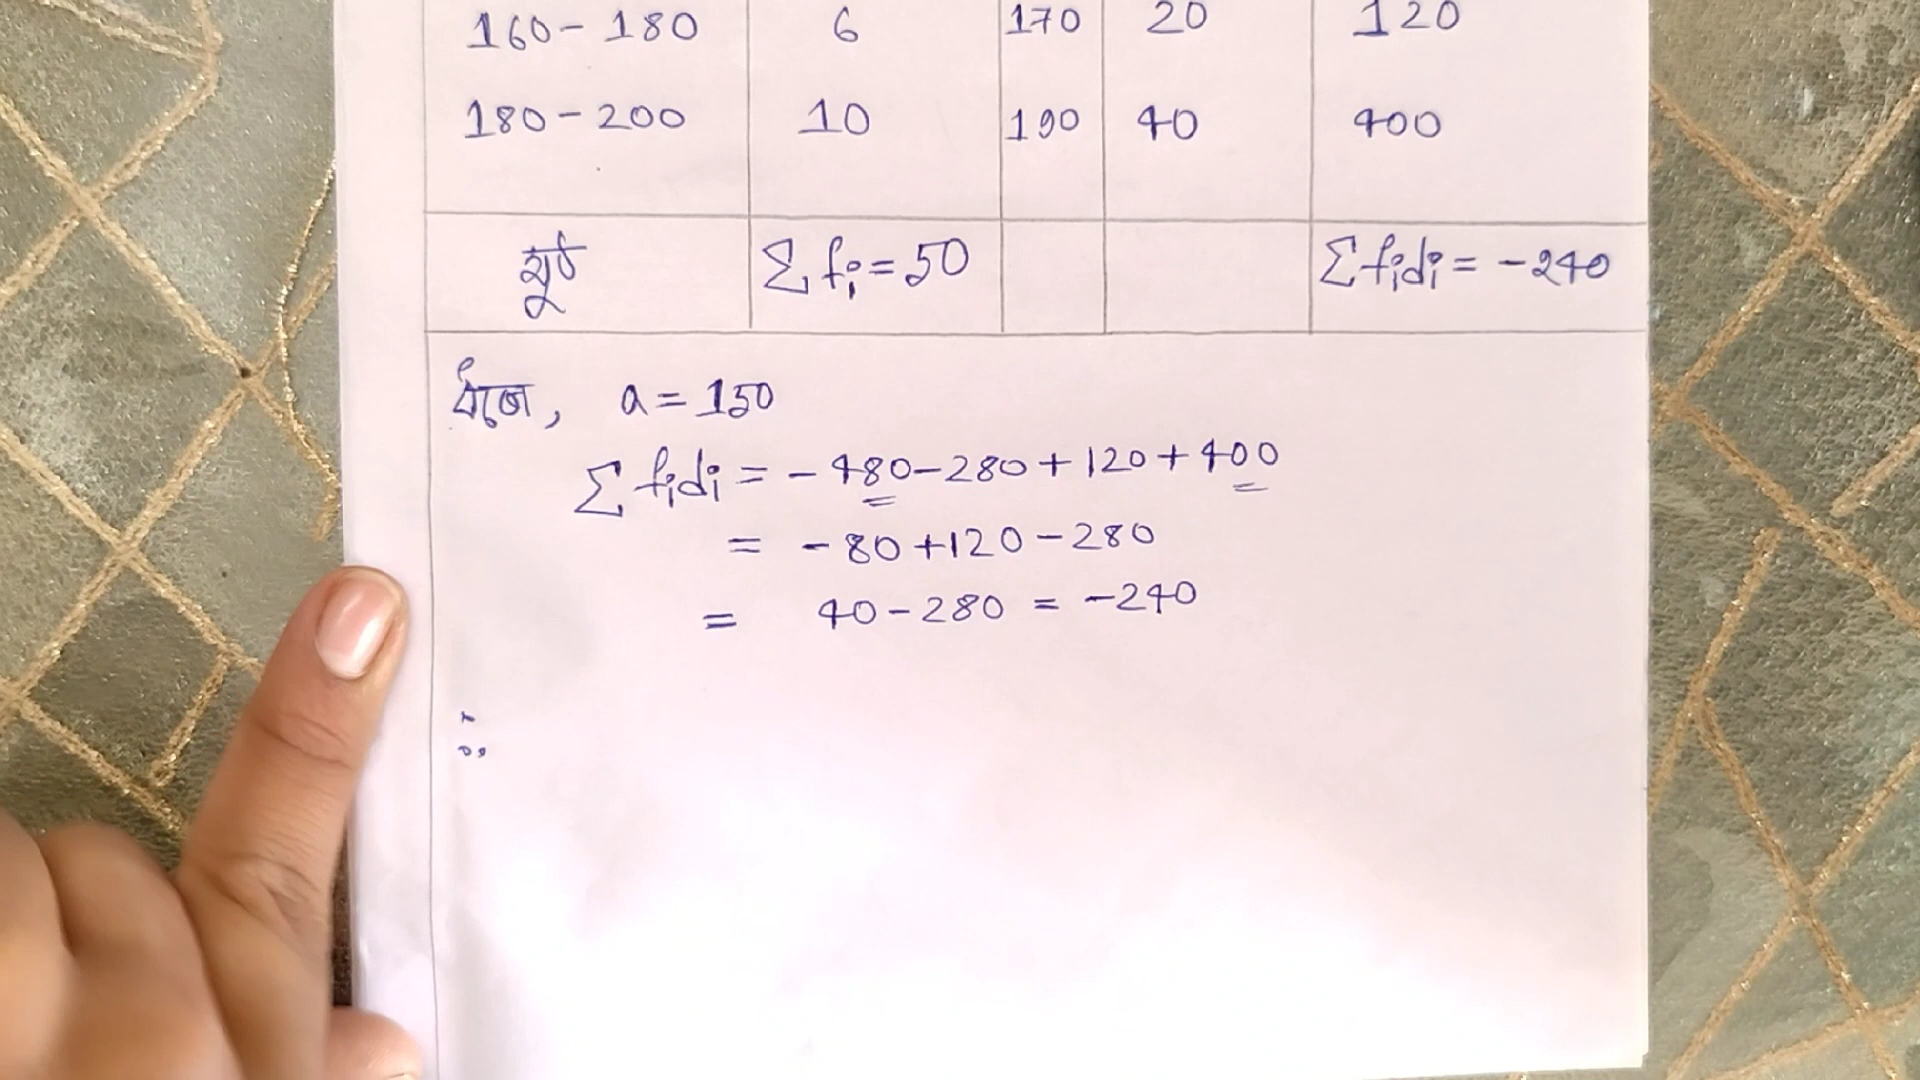 160-180 6 170 20 120
180-200 10 190 40 400
Σfi=50 Σfidi = -240
a = 150
Σfidi = -480-280+120+400
= -80+120-280
= 40-280 = -240